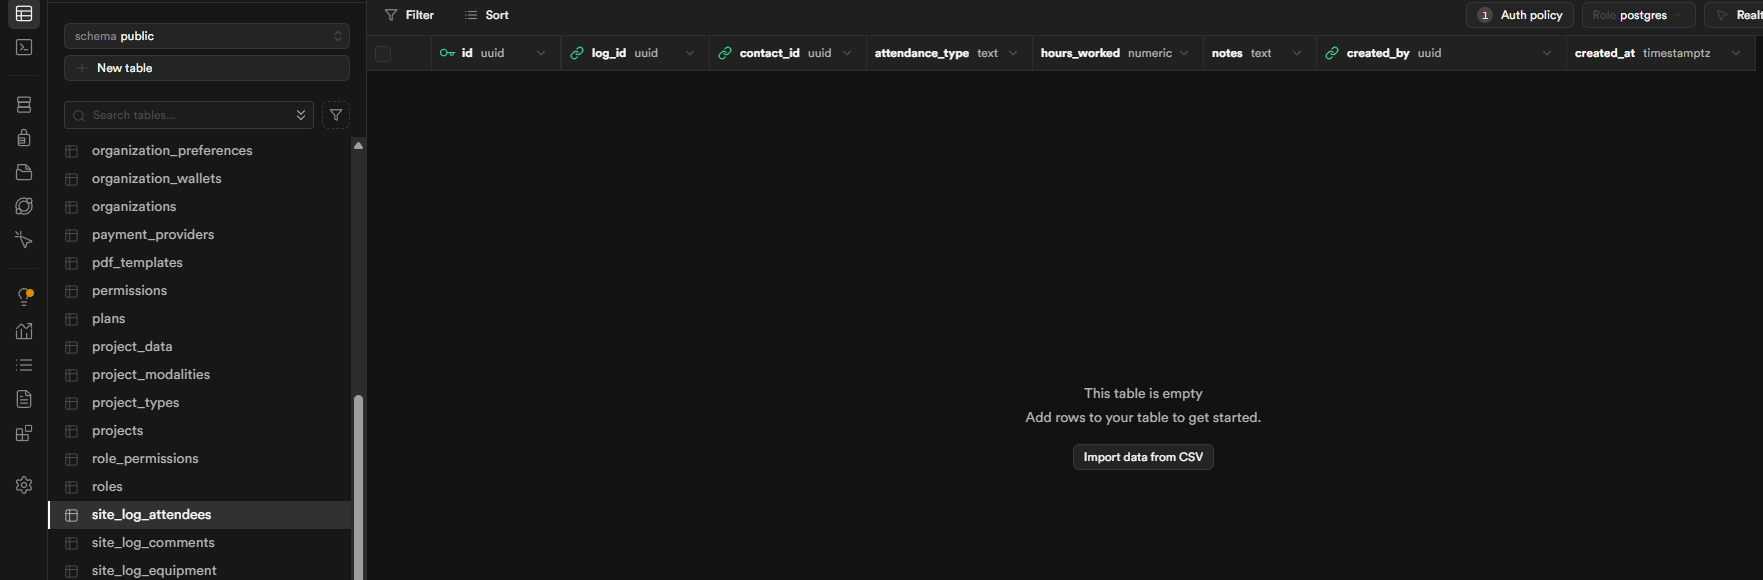 schema public
New table
Search tables...
organization_preferences
organization_wallets
organizations
payment_providers
pdf_templates
permissions
plans
project_data
project_modalities
project_types
projects
role_permissions
roles
site_log_attendees
site_log_comments
site_log_equipment
Filter Sort 1 Auth policy Role postgres Realt
id uuid log_id uuid contact_id uuid attendance_type text hours_worked numeric notes text created_by uuid created_at timestamptz
This table is empty
Add rows to your table to get started.
Import data from CSV